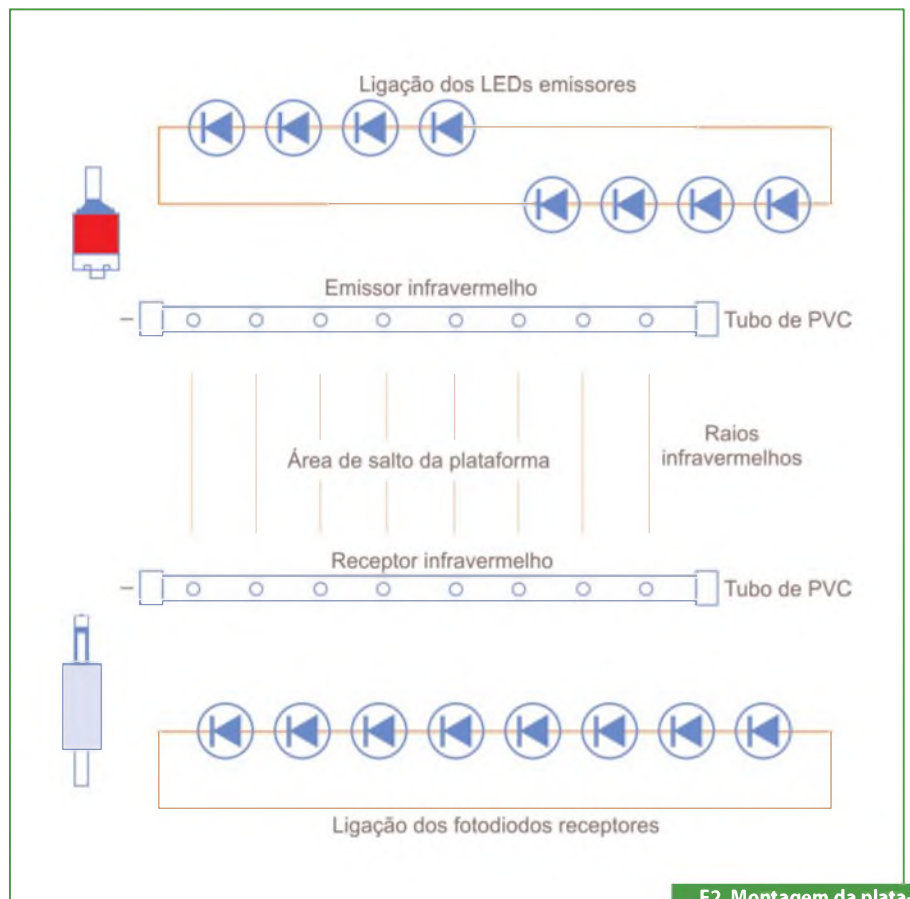 Ligação dos LEDs emissores
Emissor infravermelho
Tubo de PVC
Área de salto da plataforma
Raios
infravermelhos
Receptor infravermelho
Tubo de PVC
Ligação dos fotodiodos receptores
F2. Montagem da plata